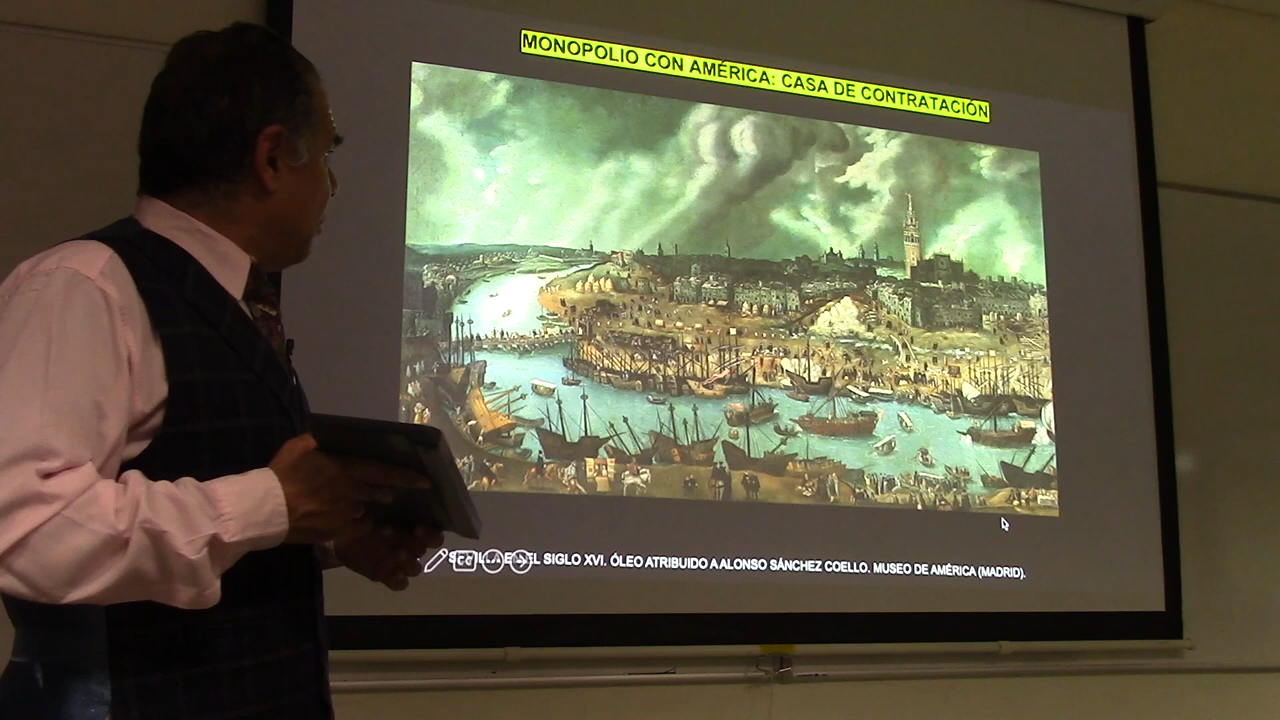 MONOPOLIO CON AMÉRICA: CASA DE CONTRATACIÓN
EL SIGLO XVI. ÓLEO ATRIBUIDO A ALONSO SÁNCHEZ COELLO. MUSEO DE AMÉRICA (MADRID).